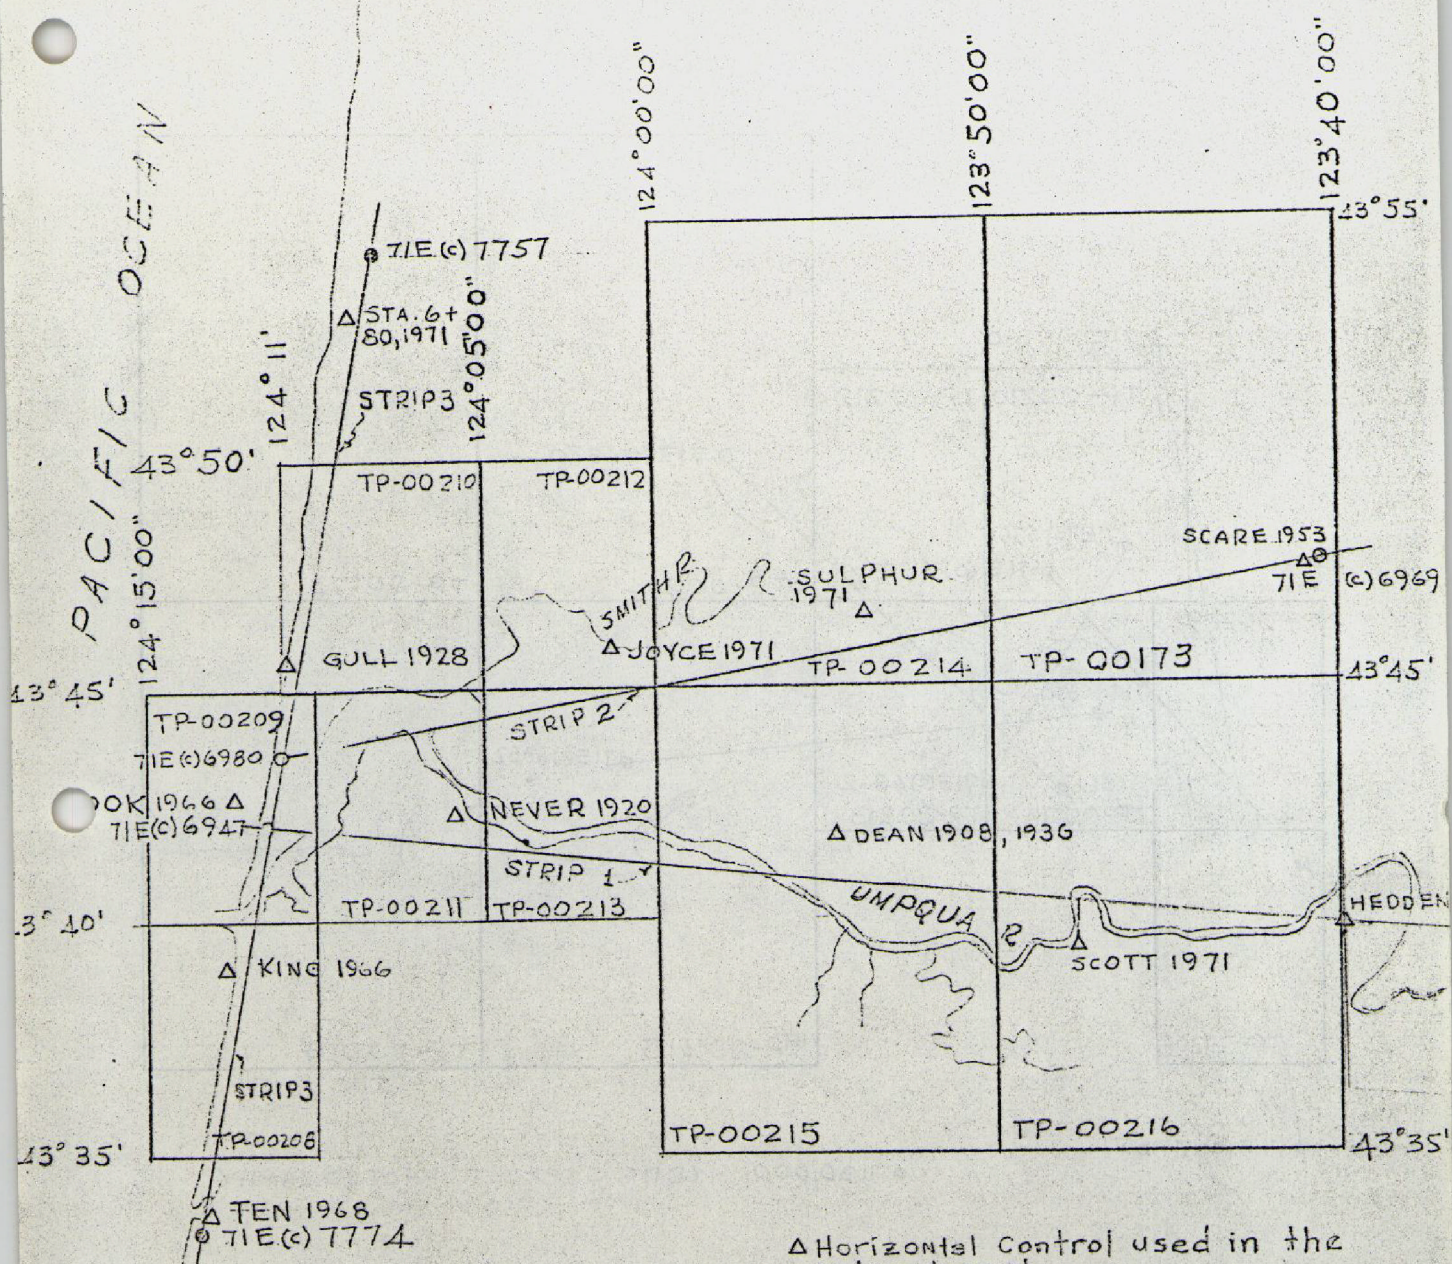 124°00'00"
123°50'00"
123°40'00"
43°55'
PACIFIC OCEAN
71E.(c) 7757
STA. 6+
80,1971
124°11'
124°05'00"
STRIP3
43°50'
TP-00210
TP-00212
124°15'00"
SCARE 1953
71E (c) 6969
SMITH R.
SULPHUR
1971
GULL 1928
JOYCE 1971
TP-00214
TP-00173
43°45'
43°45'
TP-00209
STRIP 2
71E(c)6980
OOK 1966
71E(c)6947
NEVER 1920
DEAN 1908, 1936
STRIP 1
UMPQUA R
HEDDEN
TP-00211
TP-00213
3°40'
SCOTT 1971
KING 1966
STRIP3
TP-00208
TP-00215
TP-00216
43°35'
43°35'
TEN 1968
71E.(c) 7774
Horizontal control used in the